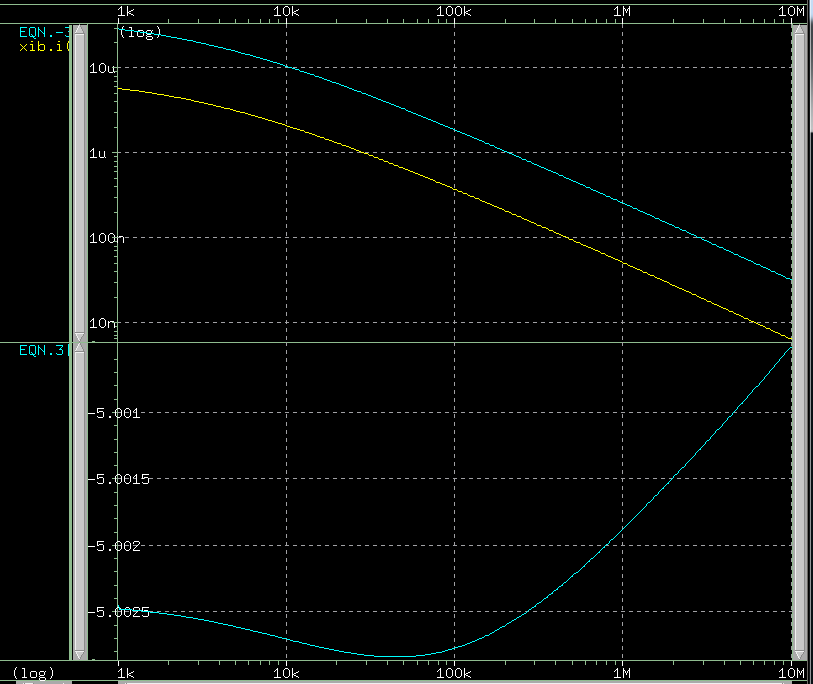 1k 10k 100k 1M 10M
EQN.-3 (log)
xib.i(
10u
1u
100n
10n
EQN.3
-5.001
-5.0015
-5.002
-5.0025
(log) 1k 10k 100k 1M 10M